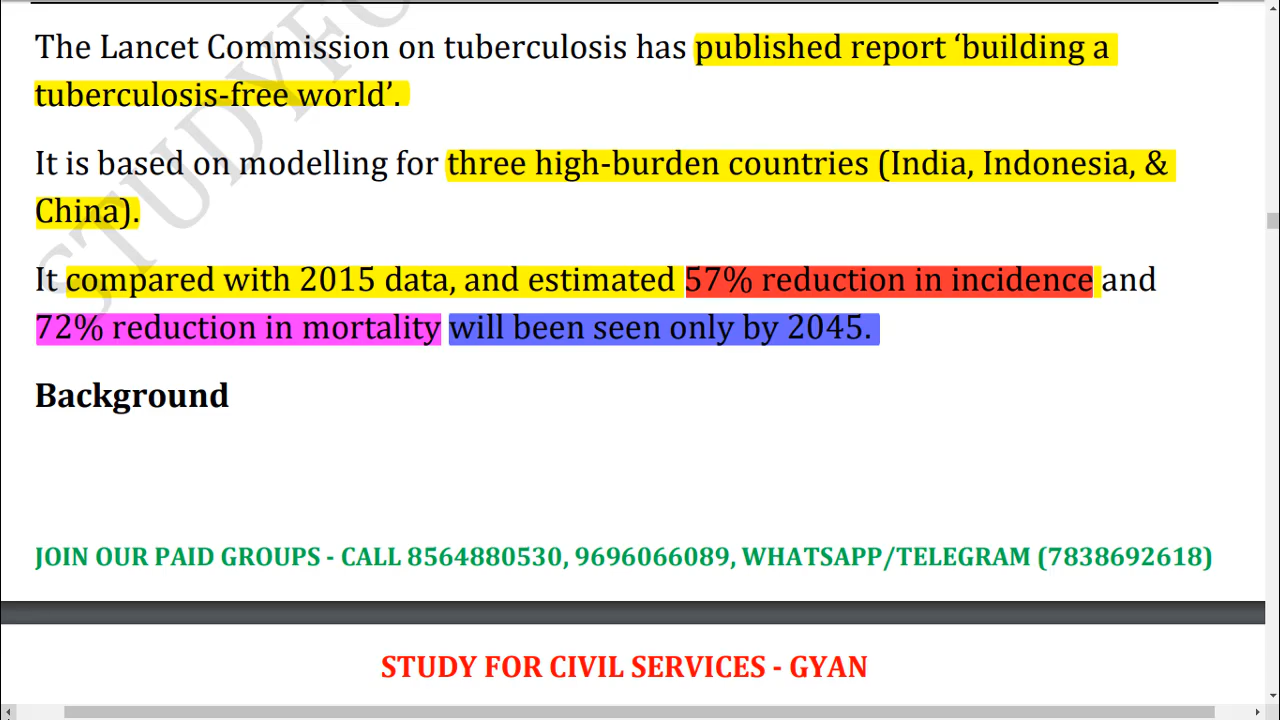 The Lancet Commission on tuberculosis has published report ‘building a
tuberculosis-free world’.
It is based on modelling for three high-burden countries (India, Indonesia, &
China).
It compared with 2015 data, and estimated 57% reduction in incidence and
72% reduction in mortality will been seen only by 2045.
Background
JOIN OUR PAID GROUPS - CALL 8564880530, 9696066089, WHATSAPP/TELEGRAM (7838692618)
STUDY FOR CIVIL SERVICES - GYAN
STUDYFO